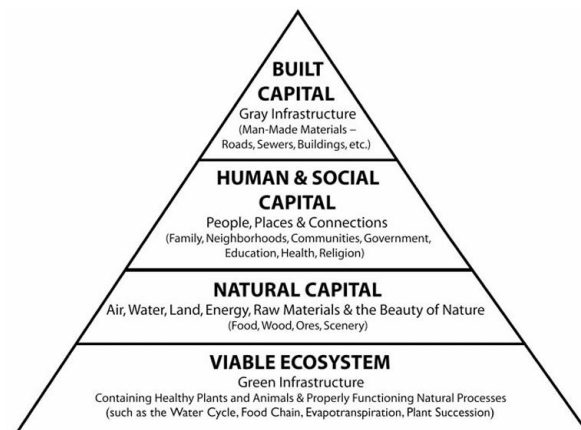 BUILT
CAPITAL
Gray Infrastructure
(Man-Made Materials –
Roads, Sewers, Buildings, etc.)
HUMAN & SOCIAL
CAPITAL
People, Places & Connections
(Family, Neighborhoods, Communities, Government,
Education, Health, Religion)
NATURAL CAPITAL
Air, Water, Land, Energy, Raw Materials & the Beauty of Nature
(Food, Wood, Ores, Scenery)
VIABLE ECOSYSTEM
Green Infrastructure
Containing Healthy Plants and Animals & Properly Functioning Natural Processes
(such as the Water Cycle, Food Chain, Evapotranspiration, Plant Succession)